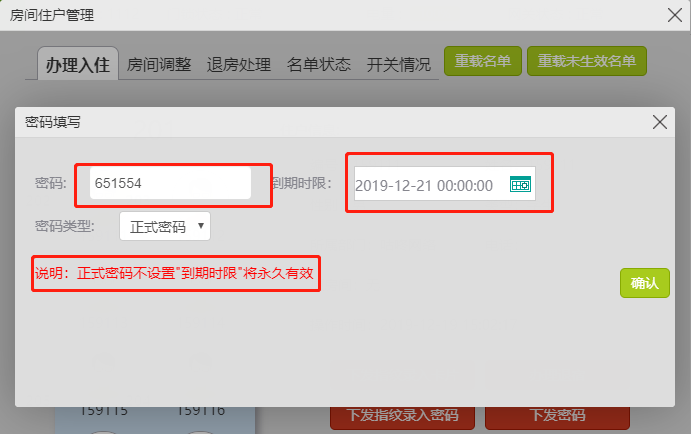 房间住户管理
办理入住 房间调整 退房处理 名单状态 开关情况 重载名单 重载未生效名单
密码填写
密码: 651554 到期时限: 2019-12-21 00:00:00
密码类型: 正式密码
说明：正式密码不设置"到期时限"将永久有效
确认
159115 159116
下发指纹录入密码 下发密码